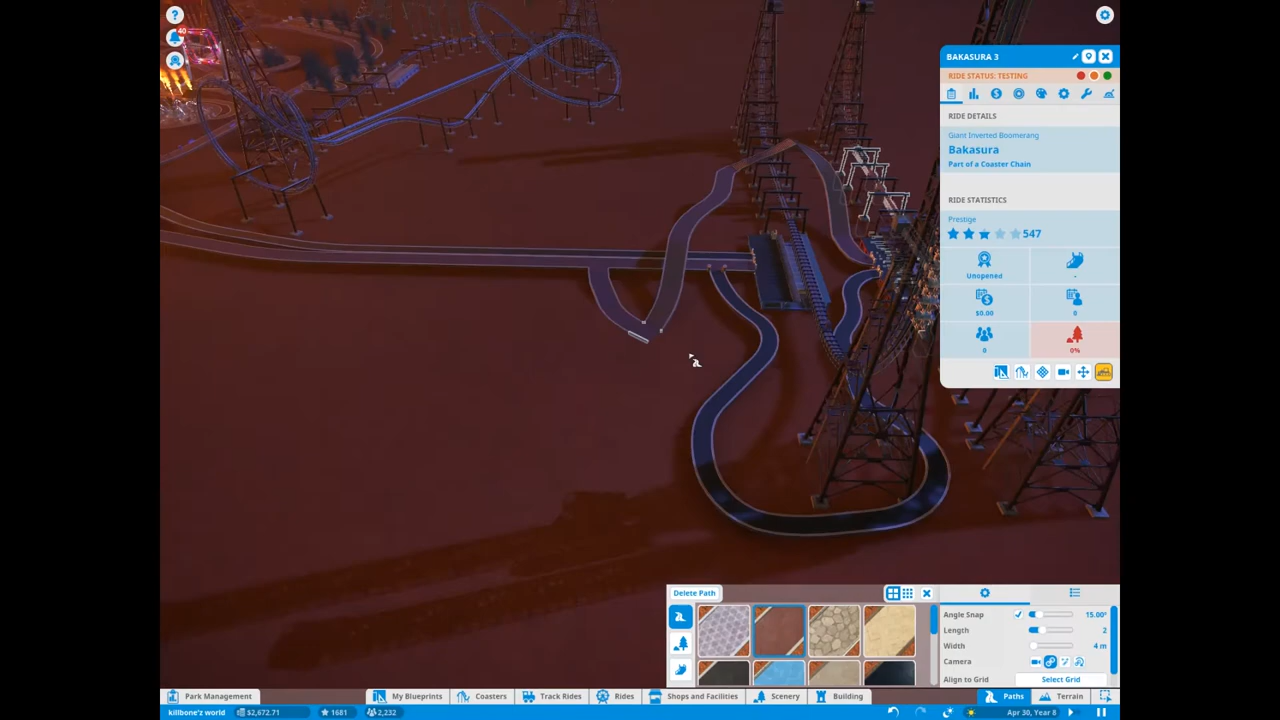 ?
40
BAKASURA 3
RIDE STATUS: TESTING
RIDE DETAILS
Giant Inverted Boomerang
Bakasura
Part of a Coaster Chain
RIDE STATISTICS
Prestige
547
Unopened
-
$0.00
0
0
0%
Delete Path
Angle Snap
15.00°
Length
2
Width
4 m
Camera
Align to Grid
Select Grid
Park Management
My Blueprints
Coasters
Track Rides
Rides
Shops and Facilities
Scenery
Building
Paths
Terrain
killbone'z world
$2,672.71
1681
2,232
Apr 30, Year 8